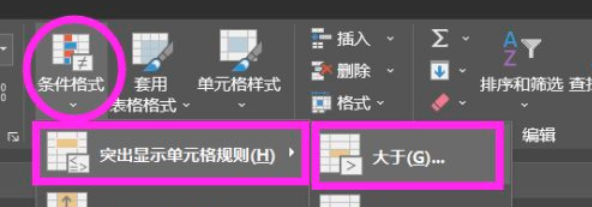 插入
删除
格式
条件格式
套用
表格格式
单元格样式
排序和筛选
编辑
突出显示单元格规则(H)
大于(G)...